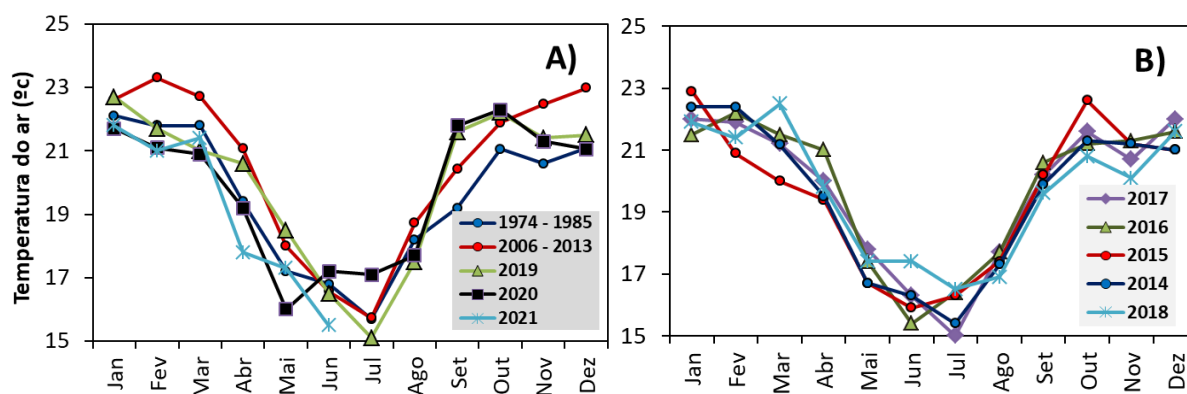 Temperatura do ar (ºc)
25
23
21
19
17
15
A)
1974 - 1985
2006 - 2013
2019
2020
2021
Jan
Fev
Mar
Abr
Mai
Jun
Jul
Ago
Set
Out
Nov
Dez
25
23
21
19
17
15
B)
2017
2016
2015
2014
2018
Jan
Fev
Mar
Abr
Mai
Jun
Jul
Ago
Set
Out
Nov
Dez